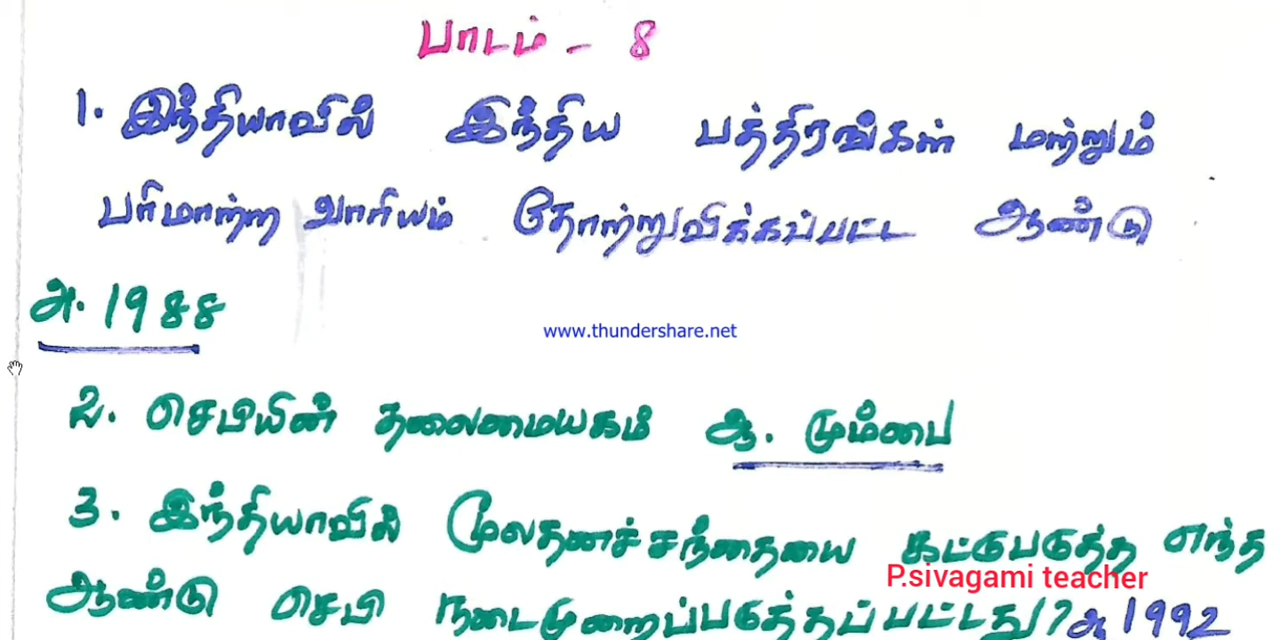 பாடம் - 8
1. இந்தியாவில் இந்திய பத்திரங்கள் மற்றும்
பரிமாற்ற வாரியம் தோற்றுவிக்கப்பட்ட ஆண்டு
அ. 1988
www.thundershare.net
2. செபியின் தலைமையகம் ஆ. மும்பை
3. இந்தியாவில் மூலதனச்சந்தையை கட்டுபடுத்த எந்த
P.sivagami teacher
ஆண்டு செபி நடைமுறைப்படுத்தப்பட்டது? ஆ 1992